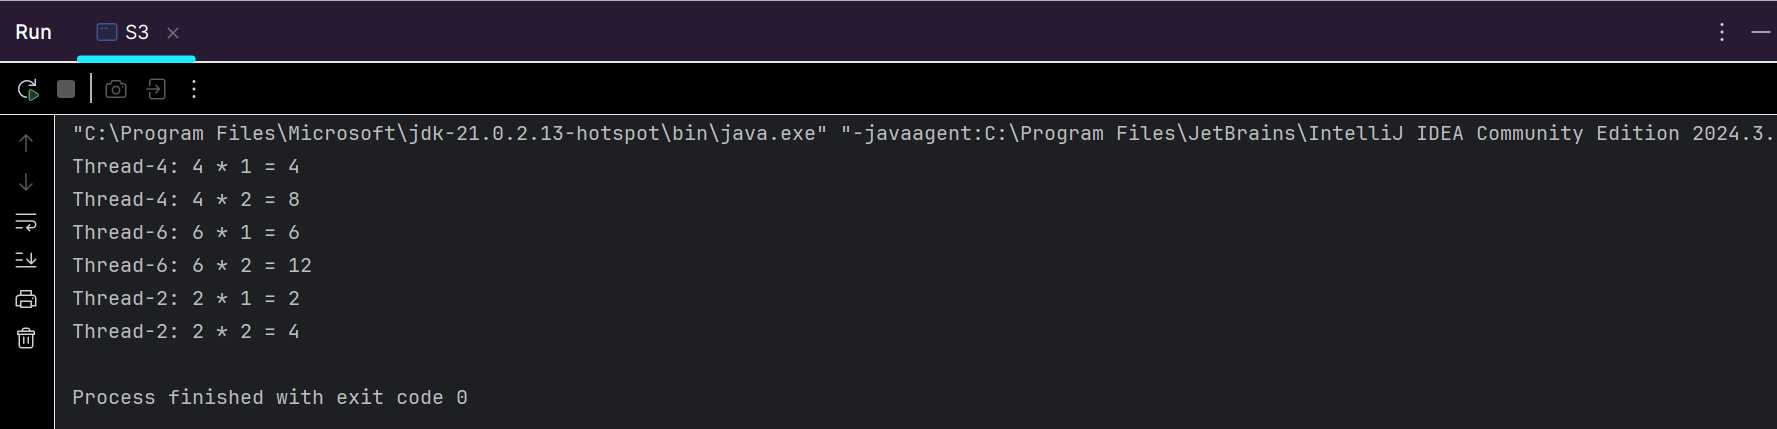 Run S3
"C:\Program Files\Microsoft\jdk-21.0.2.13-hotspot\bin\java.exe" "-javaagent:C:\Program Files\JetBrains\IntelliJ IDEA Community Edition 2024.3.
Thread-4: 4 * 1 = 4
Thread-4: 4 * 2 = 8
Thread-6: 6 * 1 = 6
Thread-6: 6 * 2 = 12
Thread-2: 2 * 1 = 2
Thread-2: 2 * 2 = 4
Process finished with exit code 0